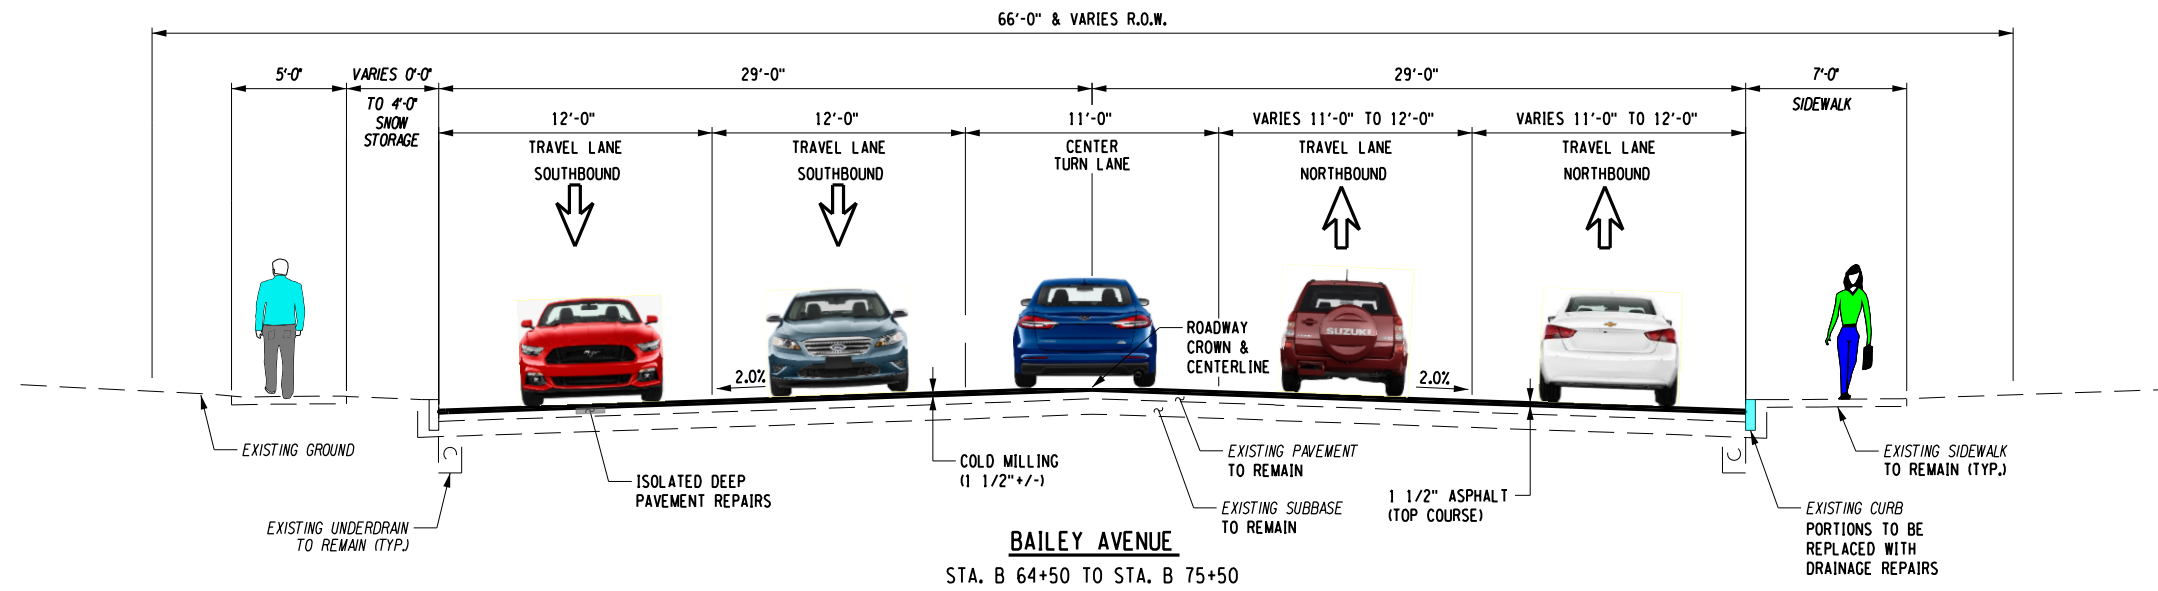 66'-0" & VARIES R.O.W.
5'-0"
VARIES 0'-0"
TO 4'-0"
SNOW
STORAGE
29'-0"
29'-0"
7'-0"
SIDEWALK
12'-0"
TRAVEL LANE
SOUTHBOUND
12'-0"
TRAVEL LANE
SOUTHBOUND
11'-0"
CENTER
TURN LANE
VARIES 11'-0" TO 12'-0"
TRAVEL LANE
NORTHBOUND
VARIES 11'-0" TO 12'-0"
TRAVEL LANE
NORTHBOUND
SUZUKI
ROADWAY
CROWN &
CENTERLINE
2.0%
2.0%
EXISTING GROUND
EXISTING UNDERDRAIN
TO REMAIN (TYP.)
ISOLATED DEEP
PAVEMENT REPAIRS
COLD MILLING
(1 1/2"+/-)
EXISTING PAVEMENT
TO REMAIN
EXISTING SUBBASE
TO REMAIN
1 1/2" ASPHALT
(TOP COURSE)
EXISTING SIDEWALK
TO REMAIN (TYP.)
EXISTING CURB
PORTIONS TO BE
REPLACED WITH
DRAINAGE REPAIRS
BAILEY AVENUE
STA. B 64+50 TO STA. B 75+50